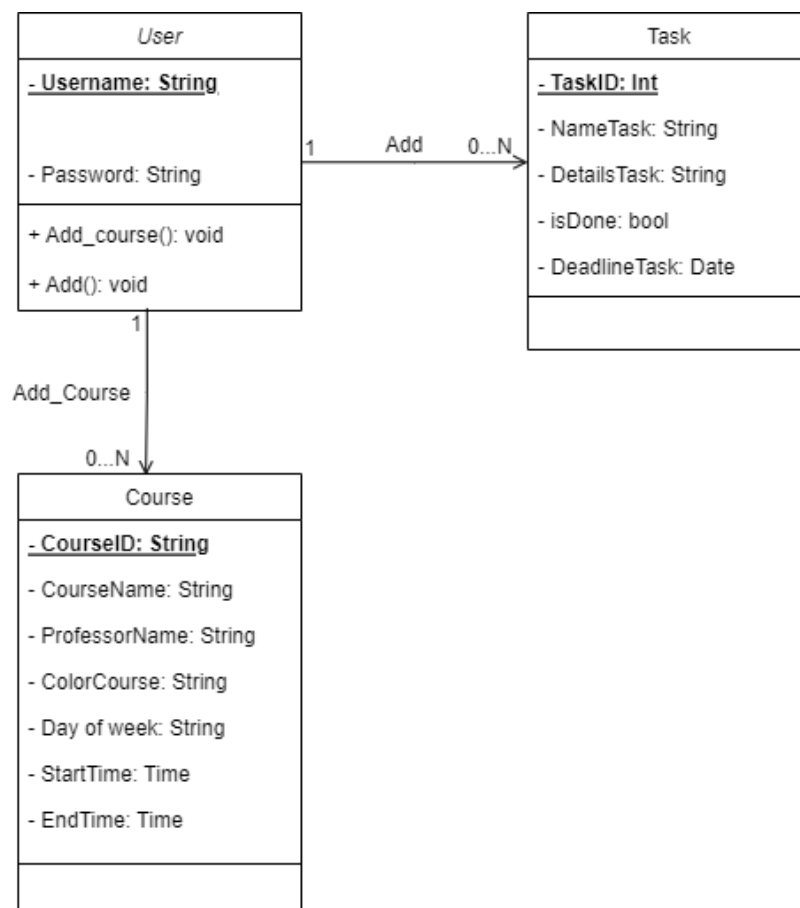 User
- Username: String
- Password: String
+ Add_course(): void
+ Add(): void
1
Add
0...N
Task
- TaskID: Int
- NameTask: String
- DetailsTask: String
- isDone: bool
- DeadlineTask: Date
1
Add_Course
0...N
Course
- CourseID: String
- CourseName: String
- ProfessorName: String
- ColorCourse: String
- Day of week: String
- StartTime: Time
- EndTime: Time